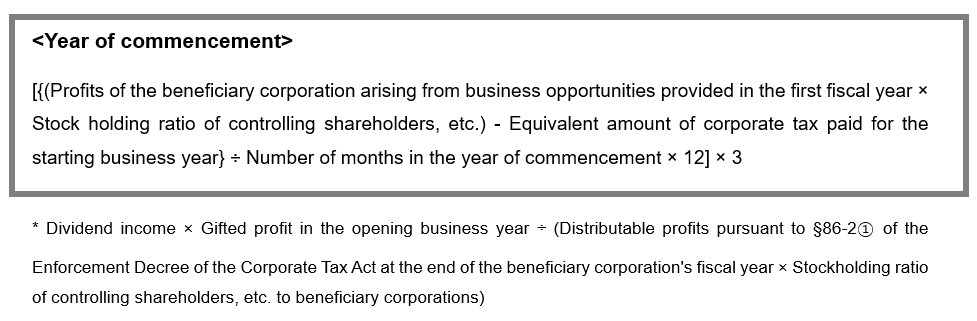 <Year of commencement>
[{(Profits of the beneficiary corporation arising from business opportunities provided in the first fiscal year ×
Stock holding ratio of controlling shareholders, etc.) - Equivalent amount of corporate tax paid for the
starting business year} ÷ Number of months in the year of commencement × 12] × 3
* Dividend income × Gifted profit in the opening business year ÷ (Distributable profits pursuant to §86-2① of the
Enforcement Decree of the Corporate Tax Act at the end of the beneficiary corporation's fiscal year × Stockholding ratio
of controlling shareholders, etc. to beneficiary corporations)